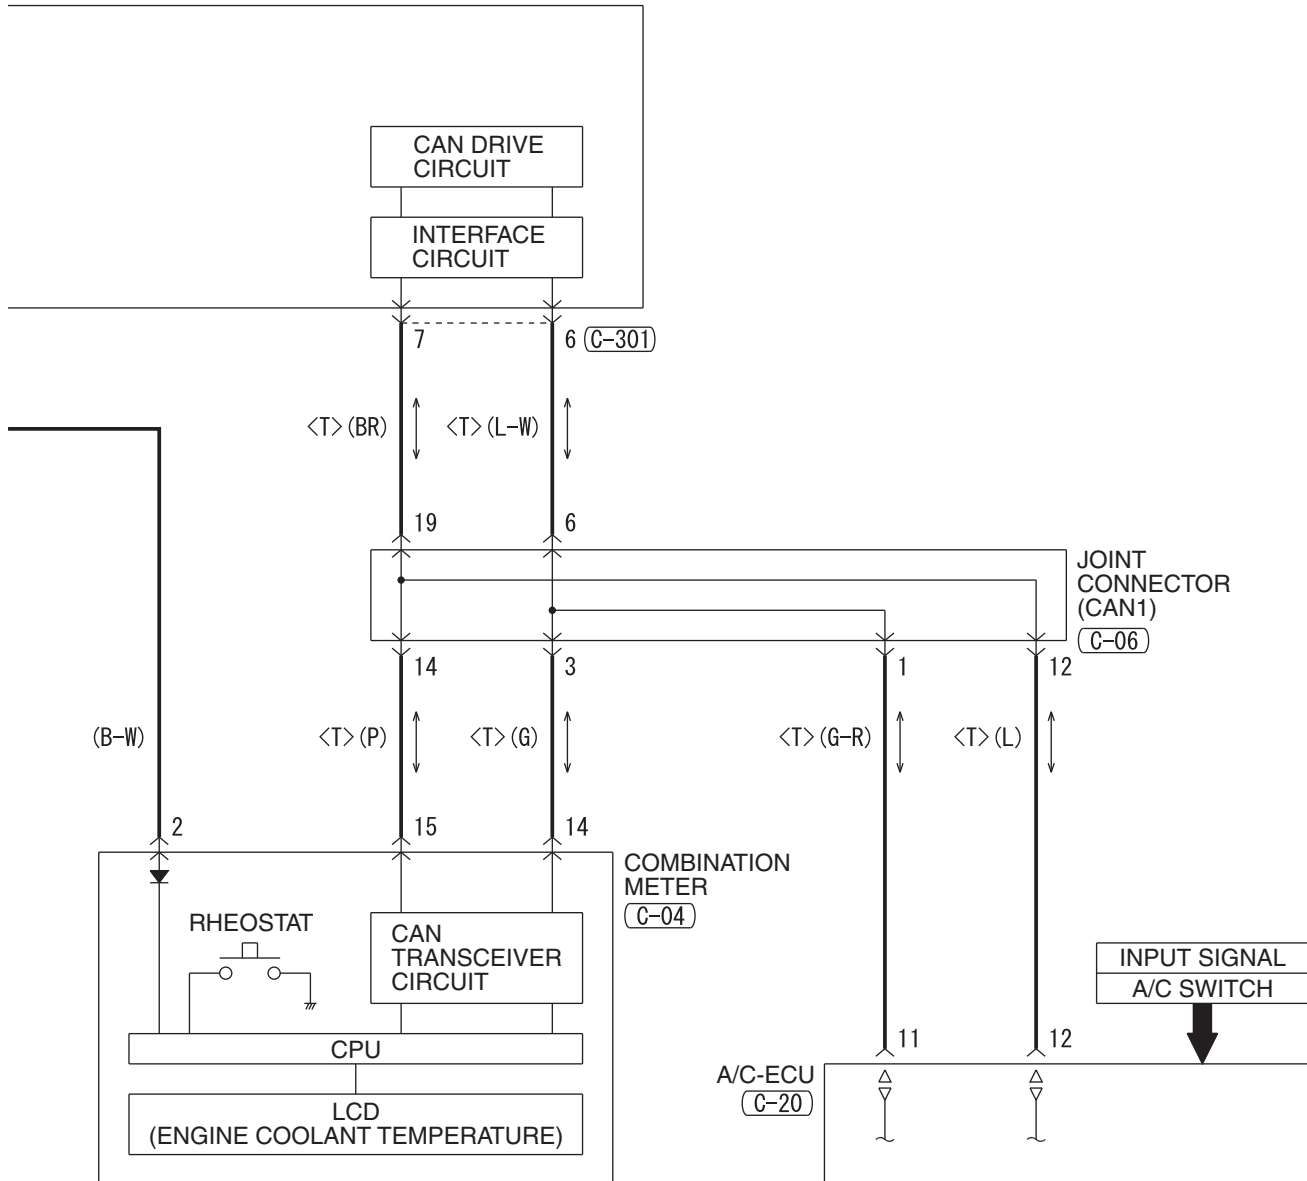 CAN DRIVE
CIRCUIT
INTERFACE
CIRCUIT
7
6 (C-301)
<T>(BR)
<T>(L-W)
19
6
JOINT
CONNECTOR
(CAN1)
C-06
14
3
1
12
(B-W)
<T>(P)
<T>(G)
<T>(G-R)
<T>(L)
2
15
14
COMBINATION
METER
C-04
RHEOSTAT
CAN
TRANSCEIVER
CIRCUIT
INPUT SIGNAL
A/C SWITCH
CPU
11
12
A/C-ECU
C-20
LCD
(ENGINE COOLANT TEMPERATURE)